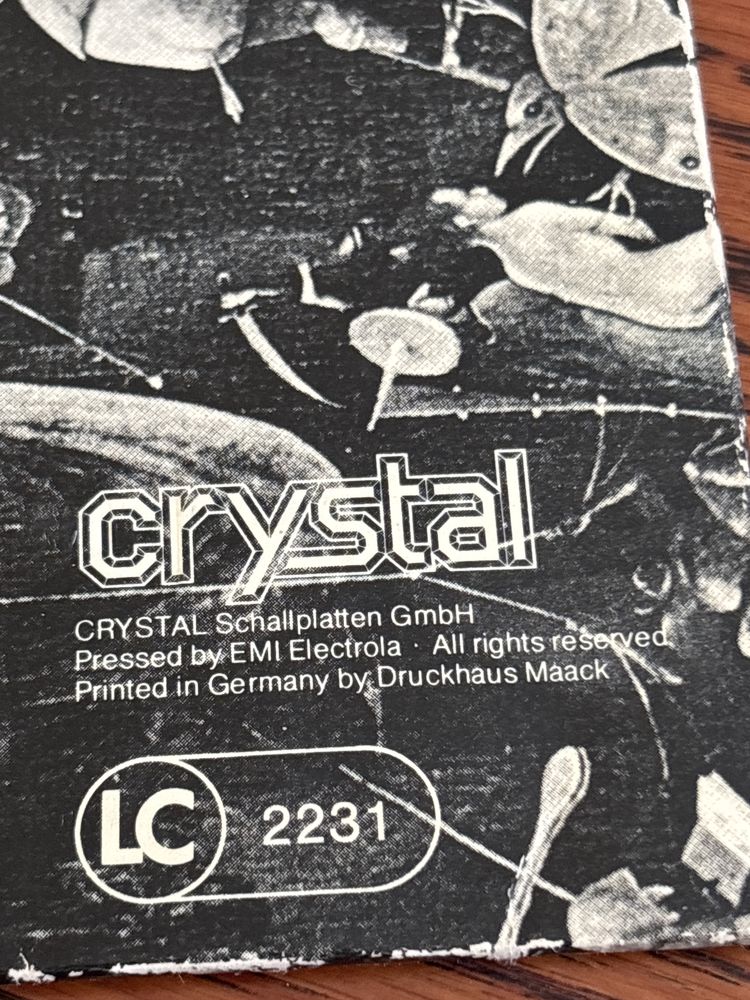 crystal
CRYSTAL Schallplatten GmbH
Pressed by EMI Electrola · All rights reserved
Printed in Germany by Druckhaus Maack
LC 2231